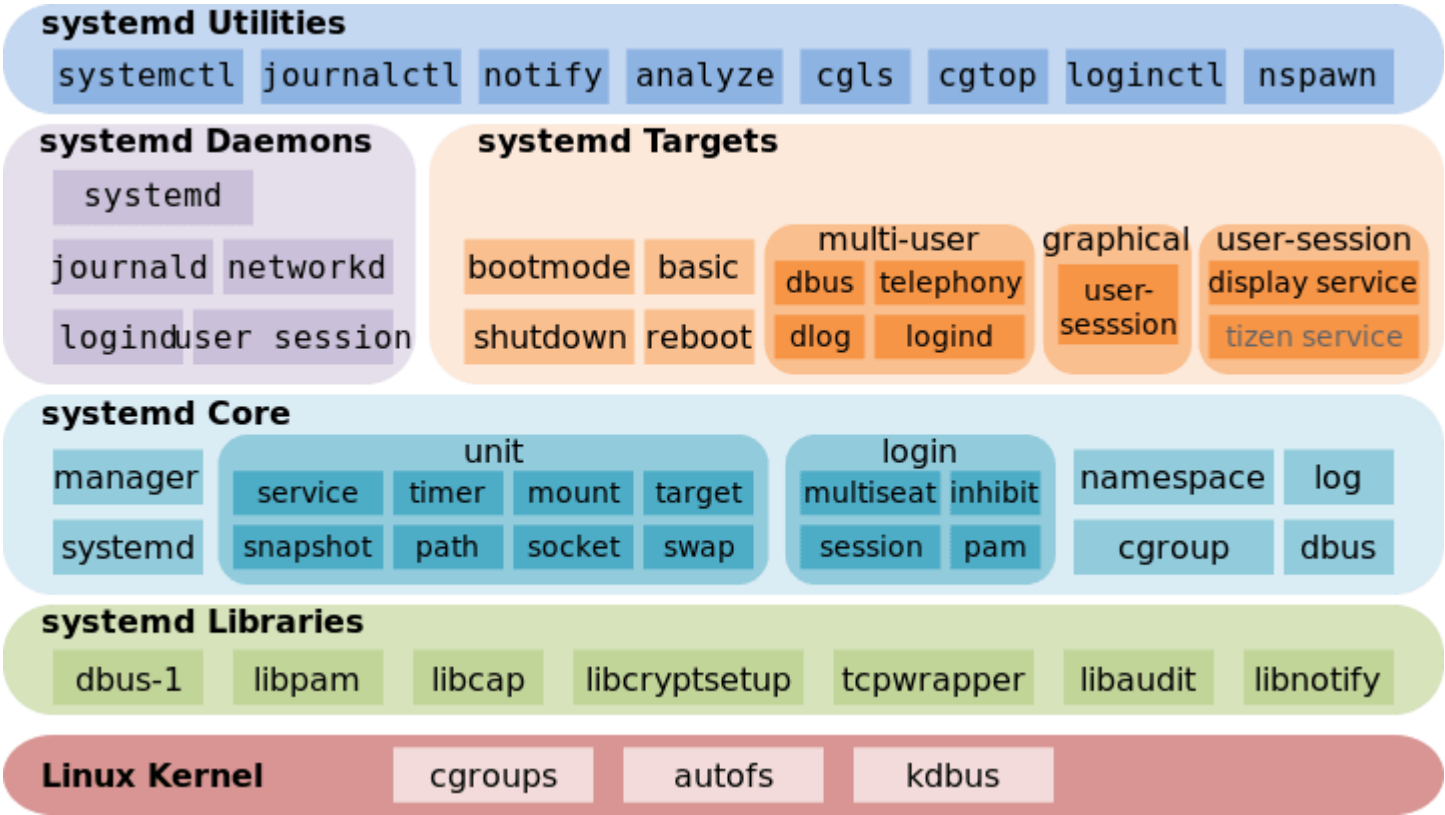 systemd Utilities
systemctl journalctl notify analyze cgls cgtop loginctl nspawn
systemd Daemons
systemd
journald networkd
logind user session
systemd Targets
bootmode basic
shutdown reboot
multi-user
dbus telephony
dlog logind
graphical
user-
sesssion
user-session
display service
tizen service
systemd Core
manager
systemd
unit
service timer mount target
snapshot path socket swap
login
multiseat inhibit
session pam
namespace log
cgroup dbus
systemd Libraries
dbus-1 libpam libcap libcryptsetup tcpwrapper libaudit libnotify
Linux Kernel cgroups autofs kdbus